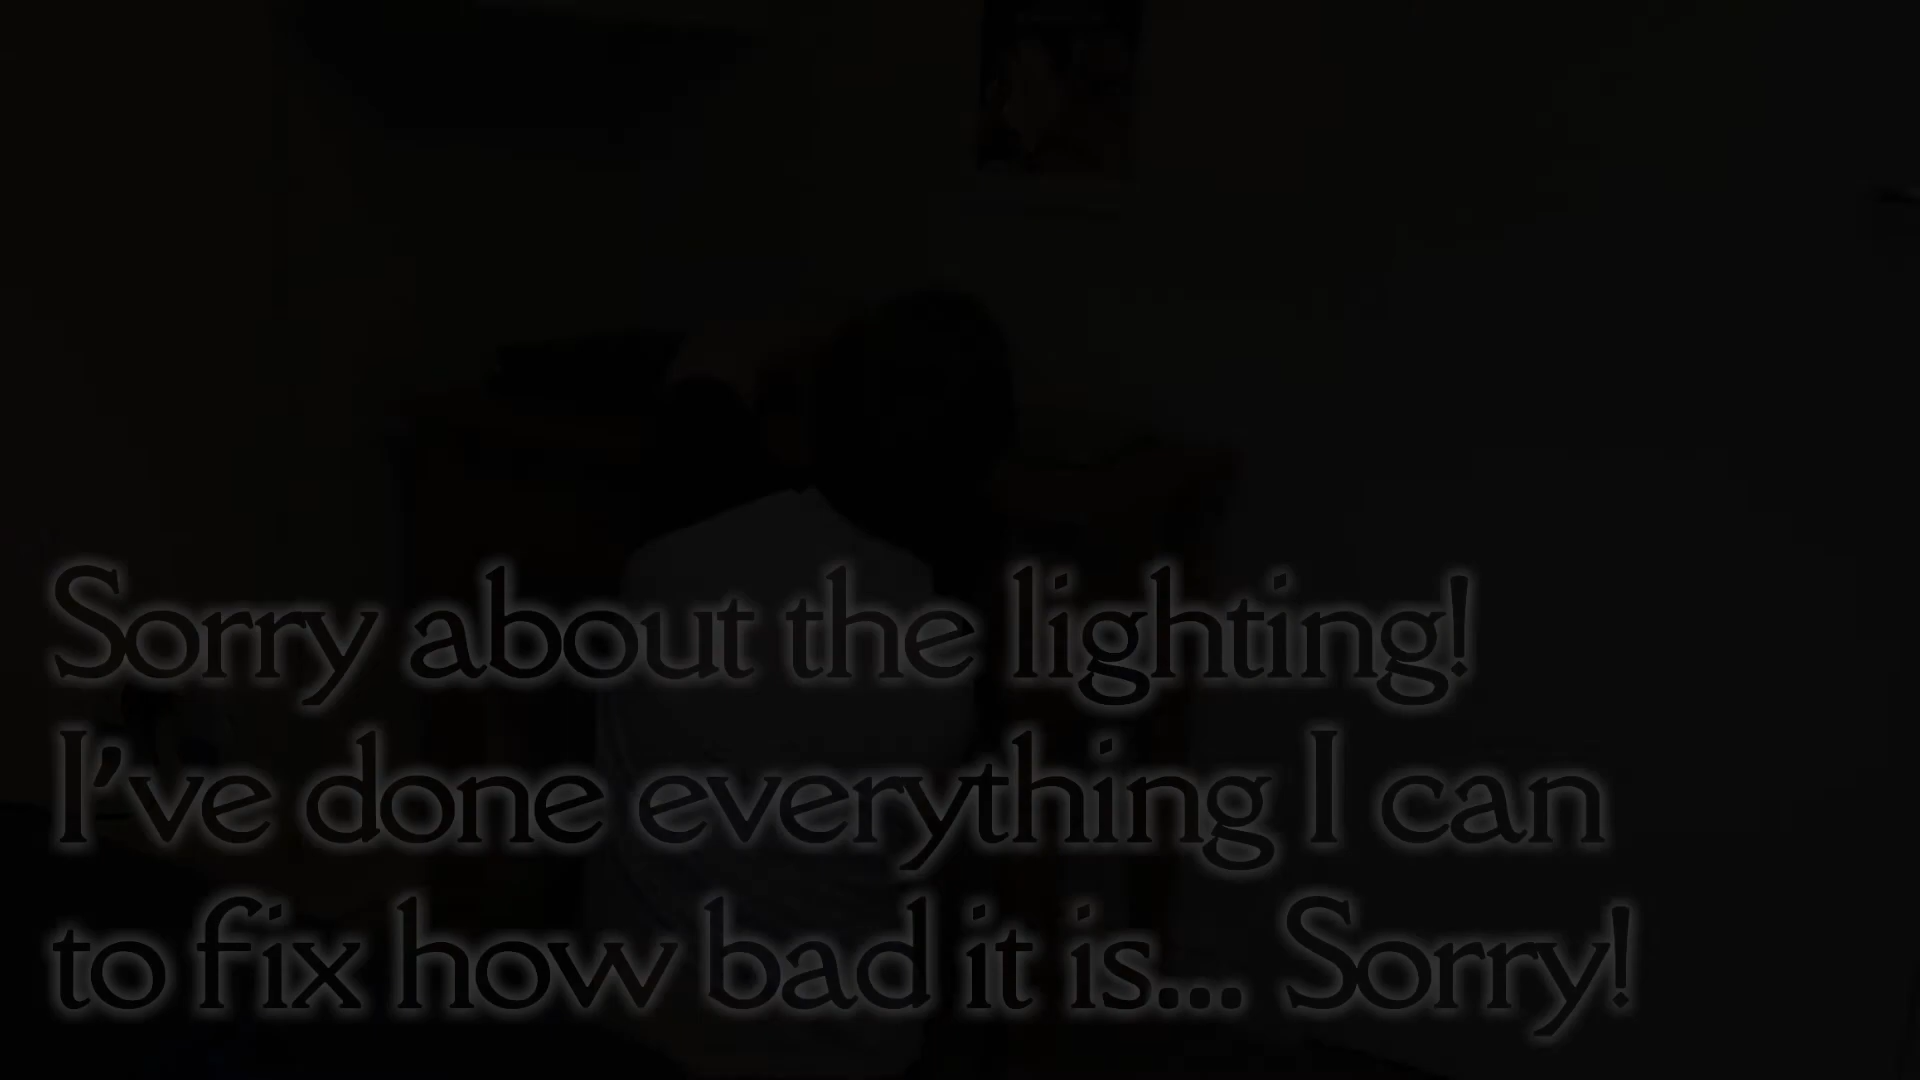 Sorry about the lighting!
I've done everything I can
to fix how bad it is... Sorry!